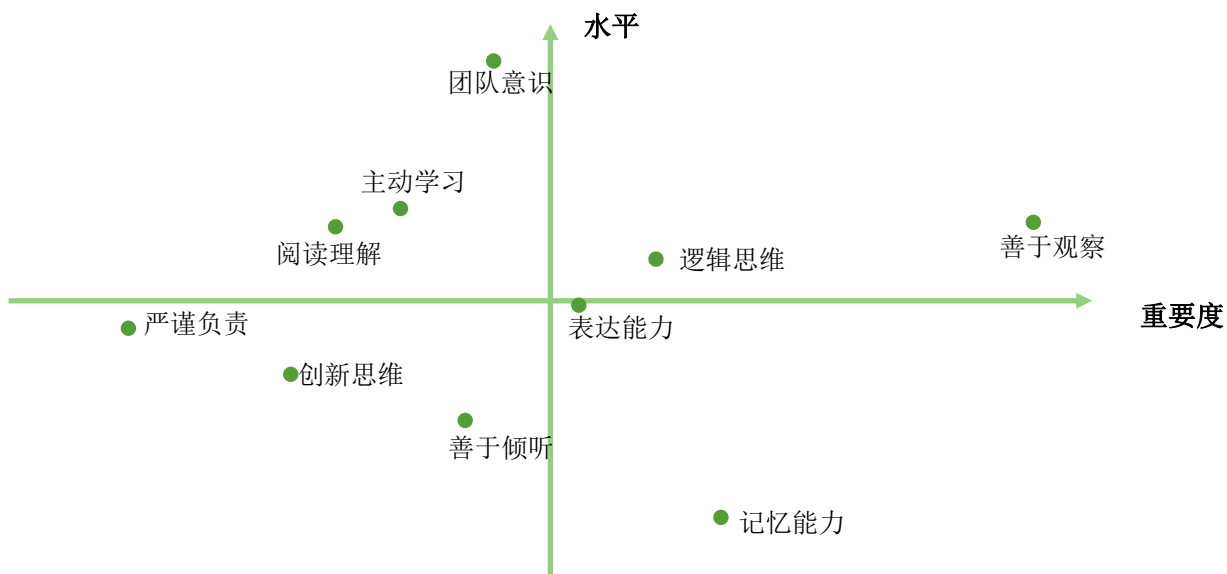 水平
团队意识
主动学习
阅读理解
善于观察
逻辑思维
重要度
严谨负责
表达能力
创新思维
善于倾听
记忆能力